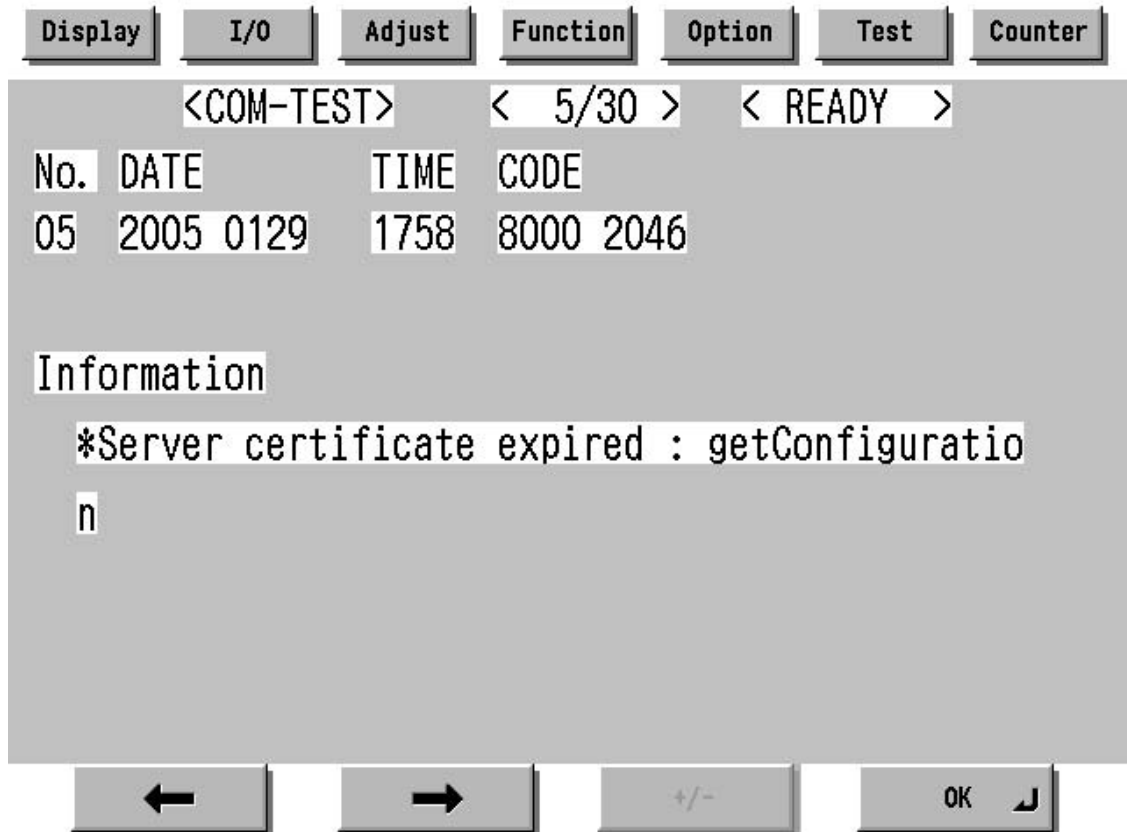 Display I/O Adjust Function Option Test Counter
<COM-TEST> < 5/30 > < READY >
No. DATE TIME CODE
05 2005 0129 1758 8000 2046
Information
*Server certificate expired : getConfiguratio
n
+/- OK